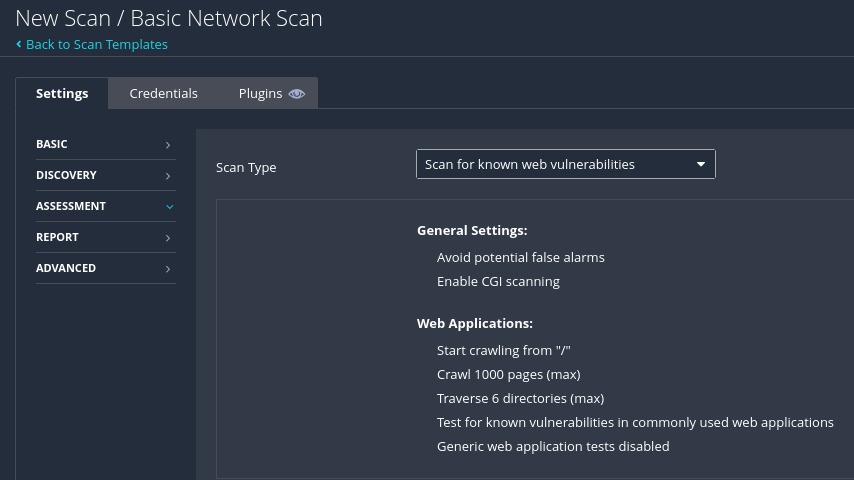 New Scan / Basic Network Scan
Back to Scan Templates
Settings
Credentials
Plugins
BASIC
DISCOVERY
ASSESSMENT
REPORT
ADVANCED
Scan Type
Scan for known web vulnerabilities
General Settings:
Avoid potential false alarms
Enable CGI scanning
Web Applications:
Start crawling from "/"
Crawl 1000 pages (max)
Traverse 6 directories (max)
Test for known vulnerabilities in commonly used web applications
Generic web application tests disabled